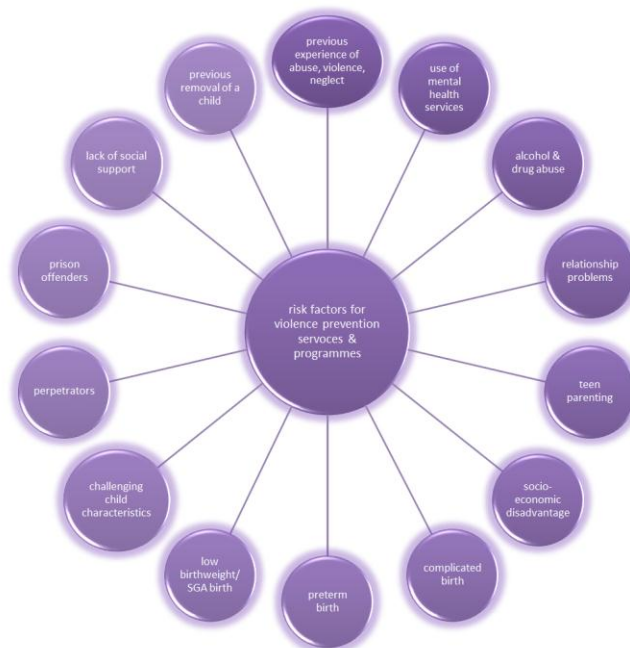 previous
experience of
abuse, violence,
neglect
use of
mental
health
services
alcohol &
drug abuse
relationship
problems
teen
parenting
socio-
economic
disadvantage
complicated
birth
preterm
birth
low
birthweight/
SGA birth
challenging
child
characteristics
perpetrators
prison
offenders
lack of social
support
previous
removal of a
child
risk factors for
violence prevention
servoces &
programmes